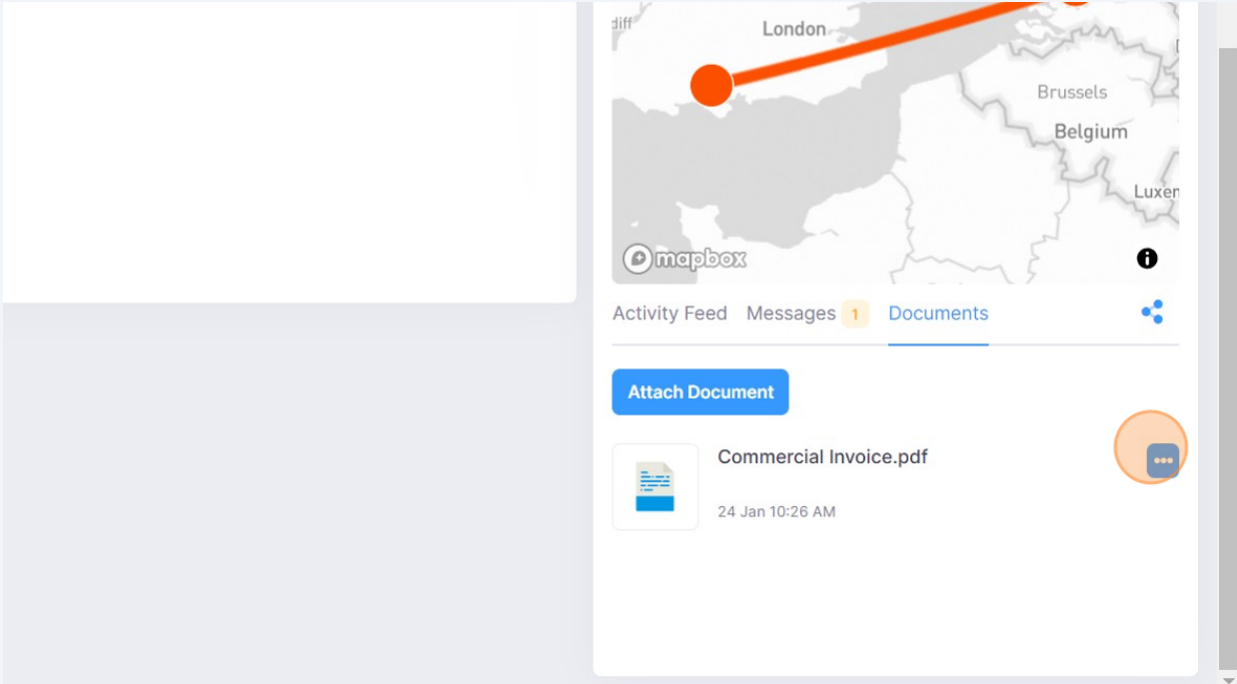 diff
London
Brussels
Belgium
Luxen
mapbox
Activity Feed Messages 1 Documents
Attach Document
Commercial Invoice.pdf
24 Jan 10:26 AM